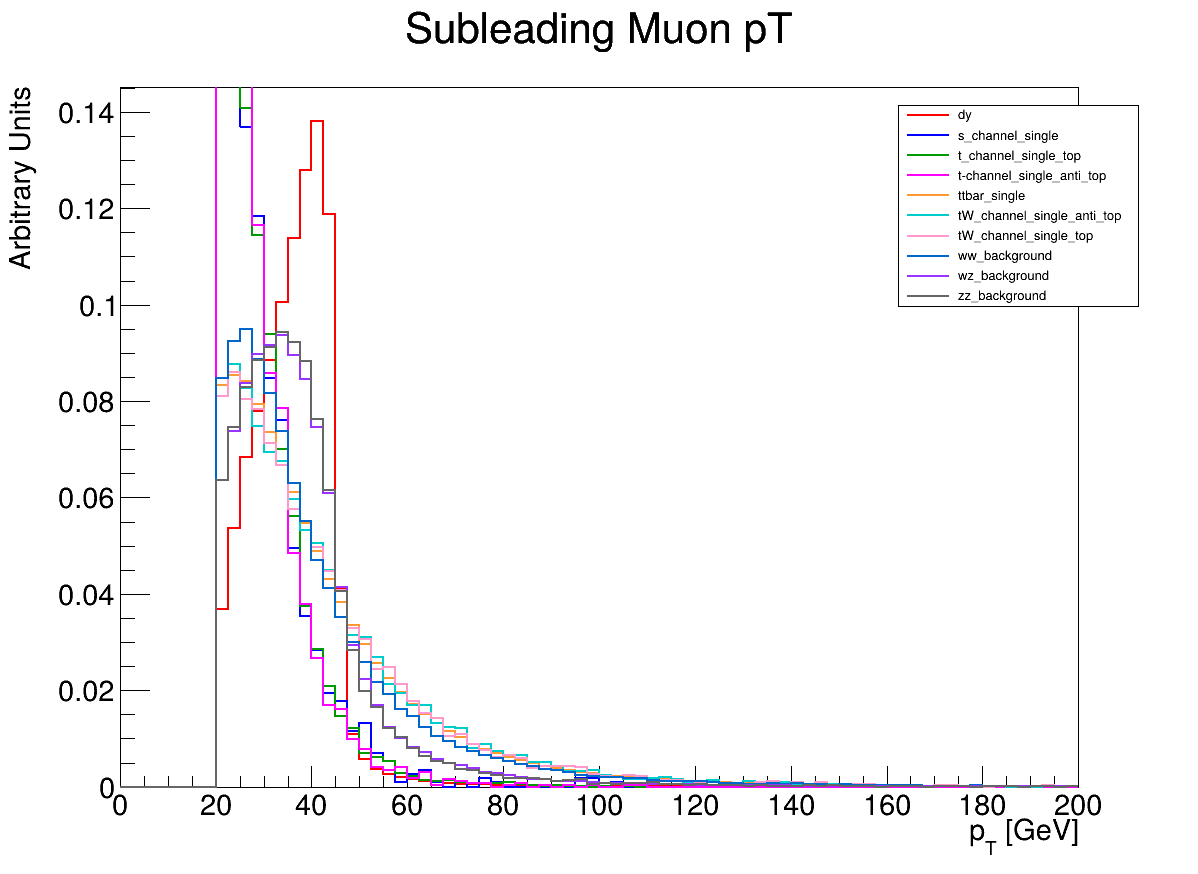 Subleading Muon pT
Arbitrary Units
0.14
0.12
0.1
0.08
0.06
0.04
0.02
0
dy
s_channel_single
t_channel_single_top
t-channel_single_anti_top
ttbar_single
tW_channel_single_anti_top
tW_channel_single_top
ww_background
wz_background
zz_background
0 20 40 60 80 100 120 140 160 180 200
pT [GeV]